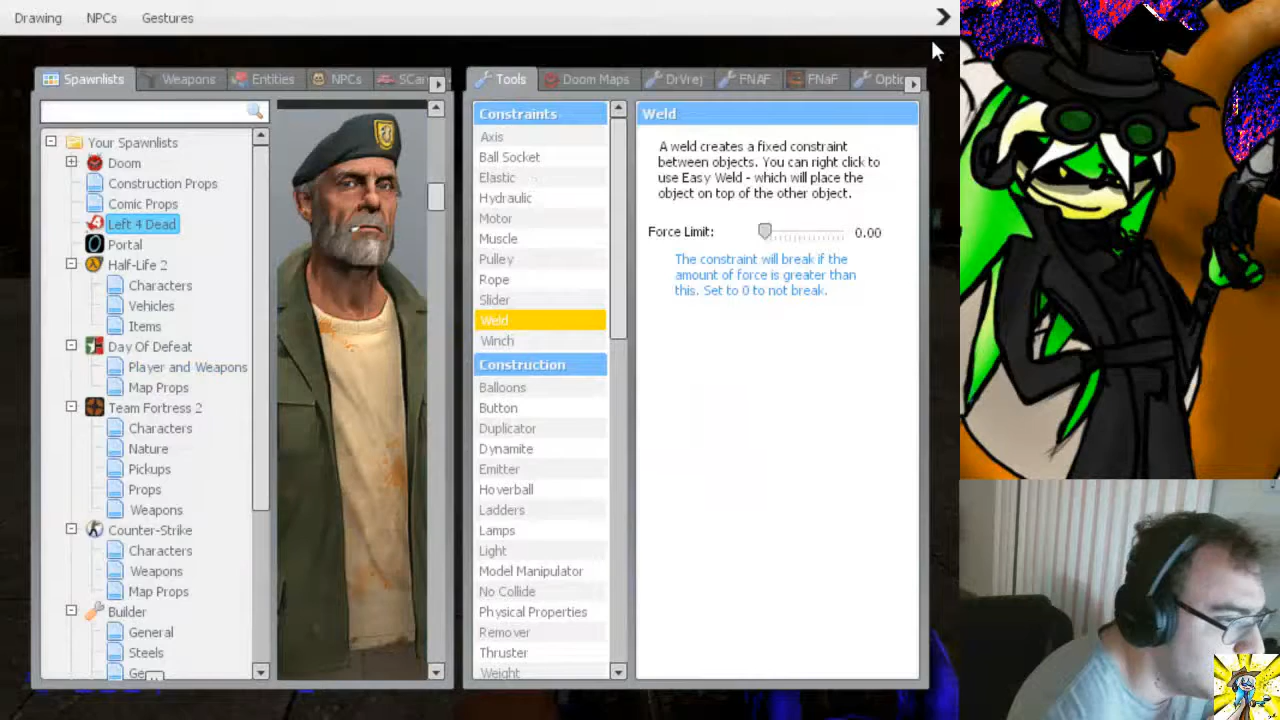 Drawing NPCs Gestures
Spawnlists Weapons Entities NPCs SCar
Your Spawnlists
Doom
Construction Props
Comic Props
Left 4 Dead
Portal
Half-Life 2
Characters
Vehicles
Items
Day Of Defeat
Player and Weapons
Map Props
Team Fortress 2
Characters
Nature
Pickups
Props
Weapons
Counter-Strike
Characters
Weapons
Map Props
Builder
General
Steels
Tools Doom Maps DrVrej FNAF FNaF Optic
Constraints
Axis
Ball Socket
Elastic
Hydraulic
Motor
Muscle
Pulley
Rope
Slider
Weld
Winch
Construction
Balloons
Button
Duplicator
Dynamite
Emitter
Hoverball
Ladders
Lamps
Light
Model Manipulator
No Collide
Physical Properties
Remover
Thruster
Weight
Weld
A weld creates a fixed constraint
between objects. You can right click to
use Easy Weld - which will place the
object on top of the other object.
Force Limit: 0.00
The constraint will break if the
amount of force is greater than
this. Set to 0 to not break.